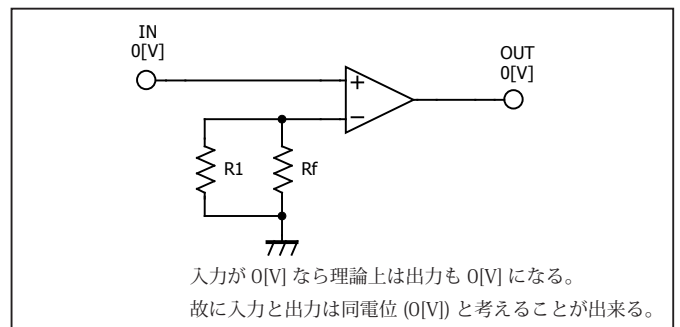 IN
0[V]
OUT
0[V]
+
−
R1
Rf
入力が 0[V] なら理論上は出力も 0[V] になる。
故に入力と出力は同電位 (0[V]) と考えることが出来る。